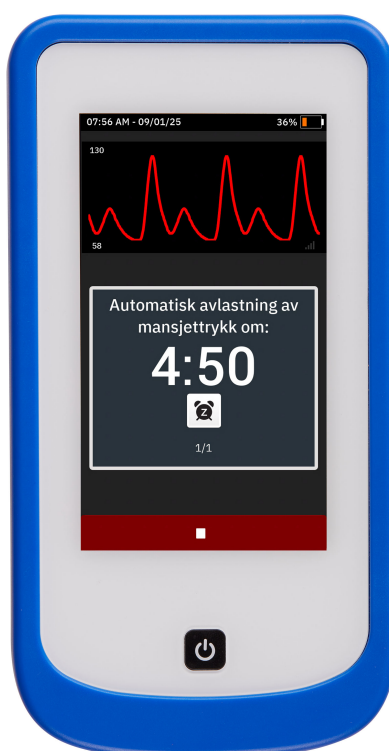 07:56 AM - 09/01/25 36%
130
58
Automatisk avlastning av
mansjettrykk om:
4:50
z
1/1